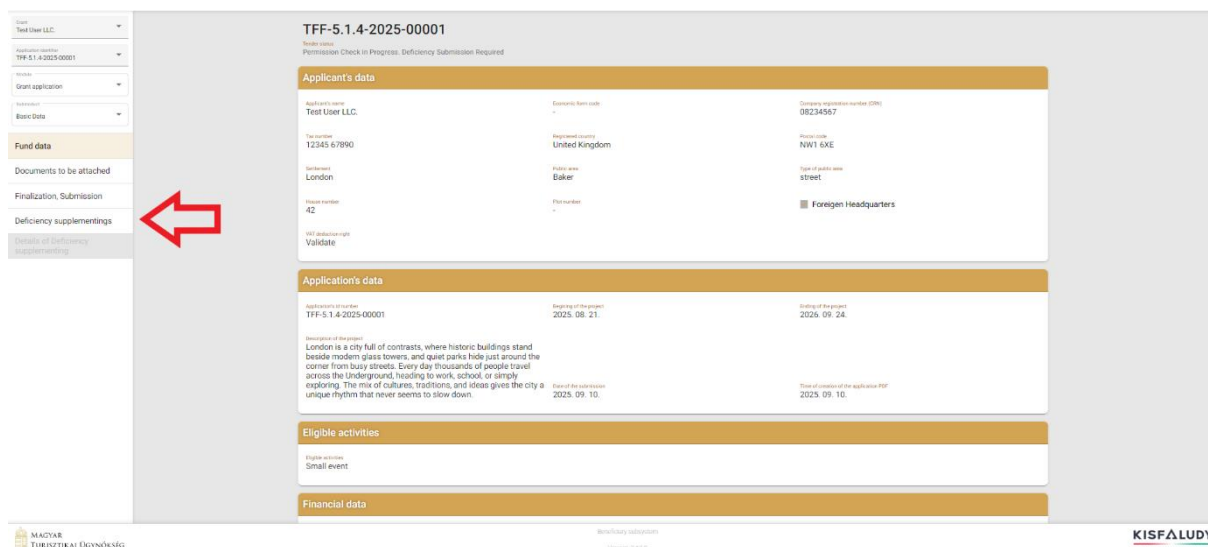 Client
Test User LLC.
Application Identifier
TFF-5.1.4-2025-00001
Module
Grant application
Submodule
Basic Data
Fund data
Documents to be attached
Finalization, Submission
Deficiency supplementings
Details of Deficiency
supplementing
TFF-5.1.4-2025-00001
Tender status
Permission Check in Progress. Deficiency Submission Required
Applicant's data
Applicant's name
Test User LLC.
Economic form code
-
Company registration number (CRN)
08234567
Tax number
12345 67890
Registered country
United Kingdom
Postal code
NW1 6XE
Settlement
London
Public area
Baker
Type of public area
street
House number
42
Plot number
-
Foreigen Headquarters
VAT deduction right
Validate
Application's data
Application's Id number
TFF-5.1.4-2025-00001
Begining of the project
2025. 08. 21.
Ending of the project
2026. 09. 24.
Description of the project
London is a city full of contrasts, where historic buildings stand
beside modern glass towers, and quiet parks hide just around the
corner from busy streets. Every day thousands of people travel
across the Underground, heading to work, school, or simply
exploring. The mix of cultures, traditions, and ideas gives the city a
unique rhythm that never seems to slow down.
Date of the submission
2025. 09. 10.
Time of creation of the application PDF
2025. 09. 10.
Eligible activities
Eligible activities
Small event
Financial data
MAGYAR
TURISZTIKAI ÜGYNÖKSÉG
Beneficiary subsystem
KISFALUDY